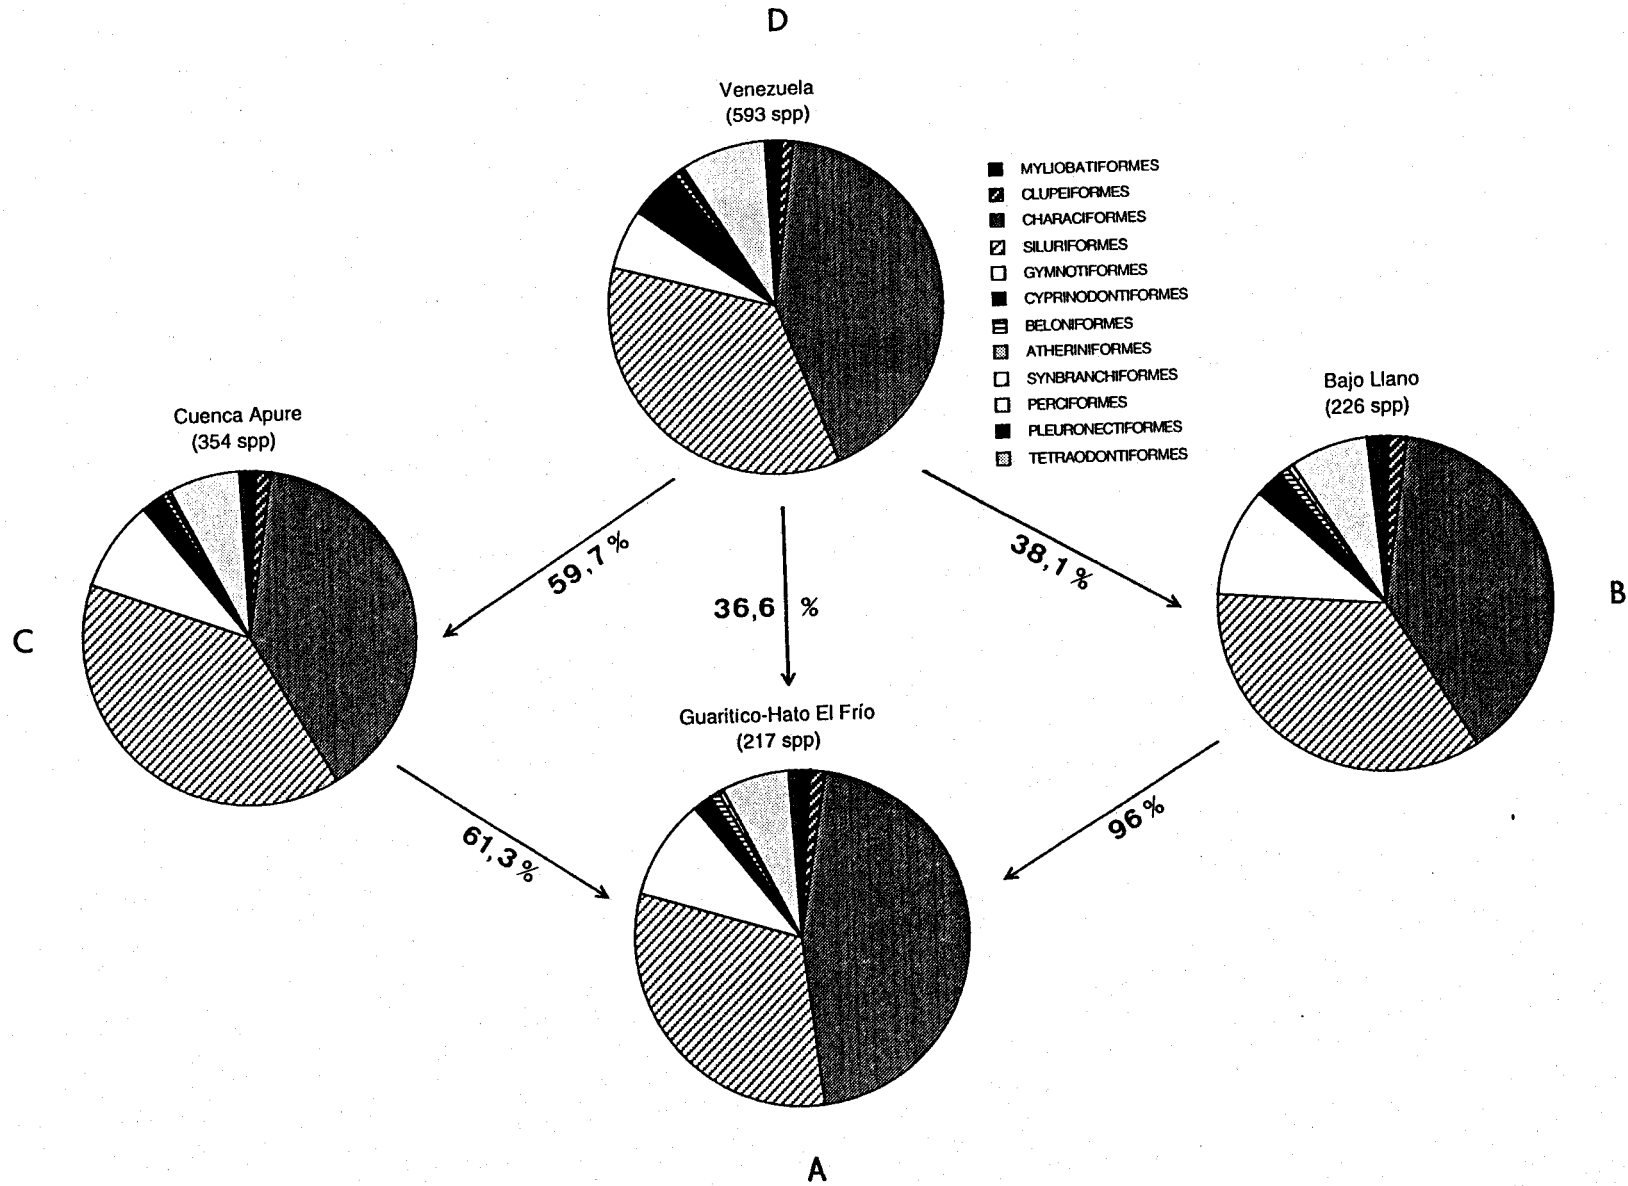 D
Venezuela
(593 spp)
MYLIOBATIFORMES
CLUPEIFORMES
CHARACIFORMES
SILURIFORMES
GYMNOTIFORMES
CYPRINODONTIFORMES
BELONIFORMES
ATHERINIFORMES
SYNBRANCHIFORMES
PERCIFORMES
PLEURONECTIFORMES
TETRAODONTIFORMES
Cuenca Apure
(354 spp)
Bajo Llano
(226 spp)
59,7 %
36,6 %
38,1 %
C
B
Guaritico-Hato El Frío
(217 spp)
61,3 %
96 %
A